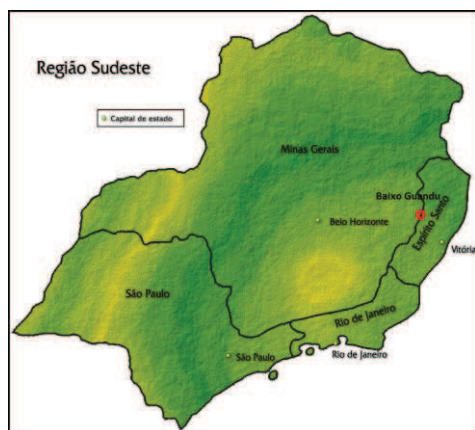 Região Sudeste
Capital de estado
Minas Gerais
Baixo Guandu
Belo Horizonte
Espírito Santo
Vitória
São Paulo
Rio de Janeiro
São Paulo
Rio de Janeiro